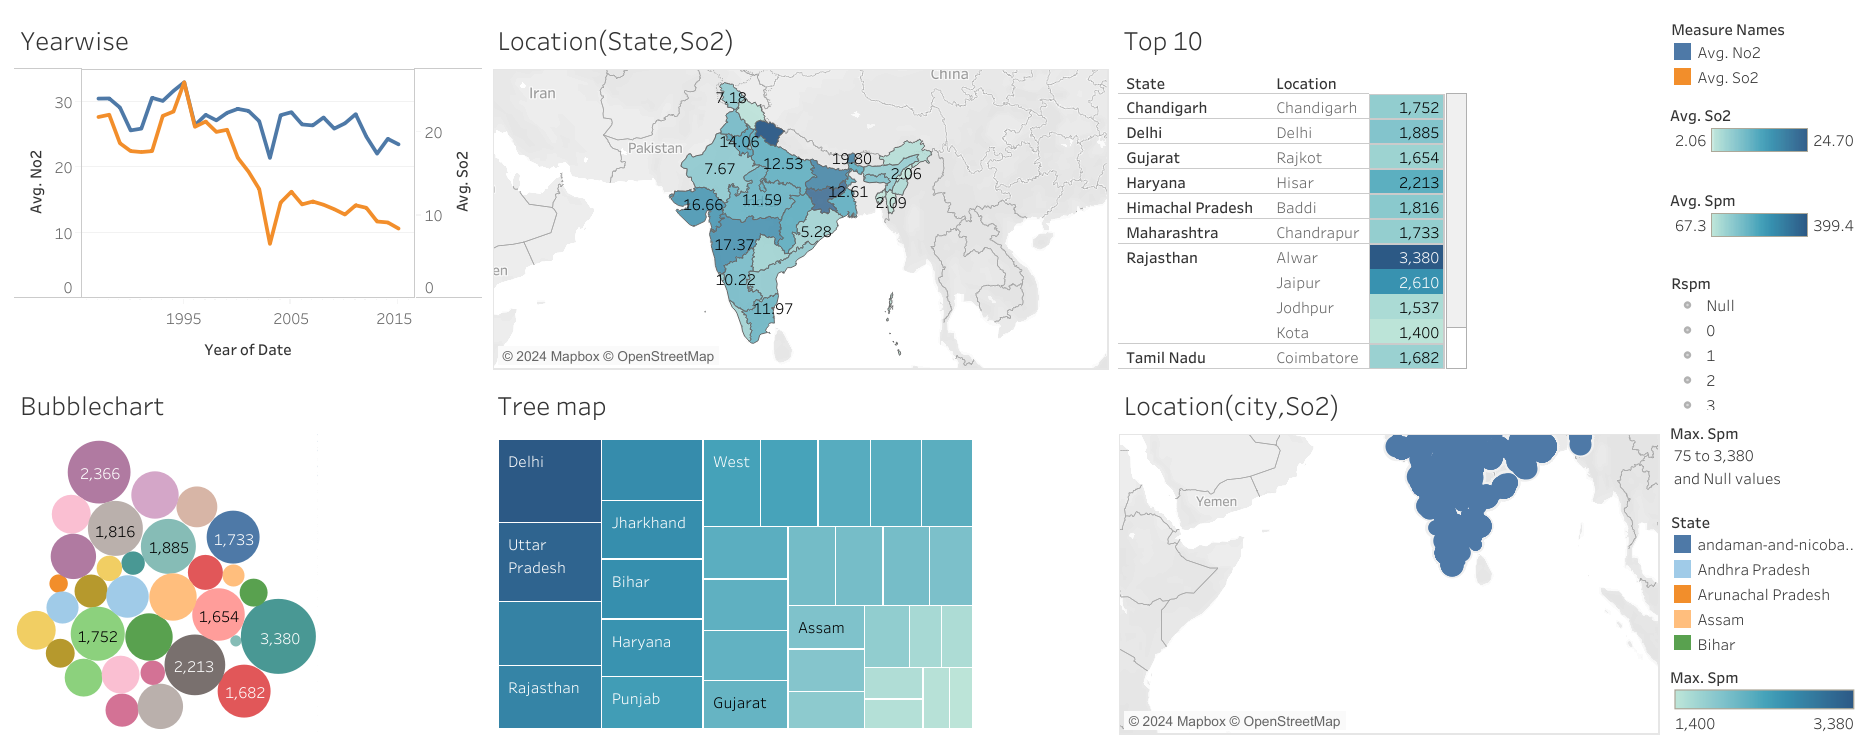 Yearwise
Avg. No2
30
20
10
0
20
10
0
Avg. So2
1995
2005
2015
Year of Date
Location(State,So2)
China
Iran
Pakistan
en
7.18
14.06
7.67
12.53
19.80
2.06
16.66
11.59
12.61
2.09
17.37
5.28
10.22
11.97
© 2024 Mapbox © OpenStreetMap
Top 10
State Location
Chandigarh Chandigarh 1,752
Delhi Delhi 1,885
Gujarat Rajkot 1,654
Haryana Hisar 2,213
Himachal Pradesh Baddi 1,816
Maharashtra Chandrapur 1,733
Rajasthan Alwar 3,380
Jaipur 2,610
Jodhpur 1,537
Kota 1,400
Tamil Nadu Coimbatore 1,682
Measure Names
Avg. No2
Avg. So2
Avg. So2
2.06 24.70
Avg. Spm
67.3 399.4
Rspm
Null
0
1
2
3
Bubblechart
2,366
1,816
1,885
1,733
1,654
1,752
3,380
2,213
1,682
Tree map
Delhi
Uttar
Pradesh
Rajasthan
Jharkhand
Bihar
Haryana
Punjab
West
Gujarat
Assam
Location(city,So2)
Yemen
© 2024 Mapbox © OpenStreetMap
Max. Spm
75 to 3,380
and Null values
State
andaman-and-nicoba..
Andhra Pradesh
Arunachal Pradesh
Assam
Bihar
Max. Spm
1,400 3,380